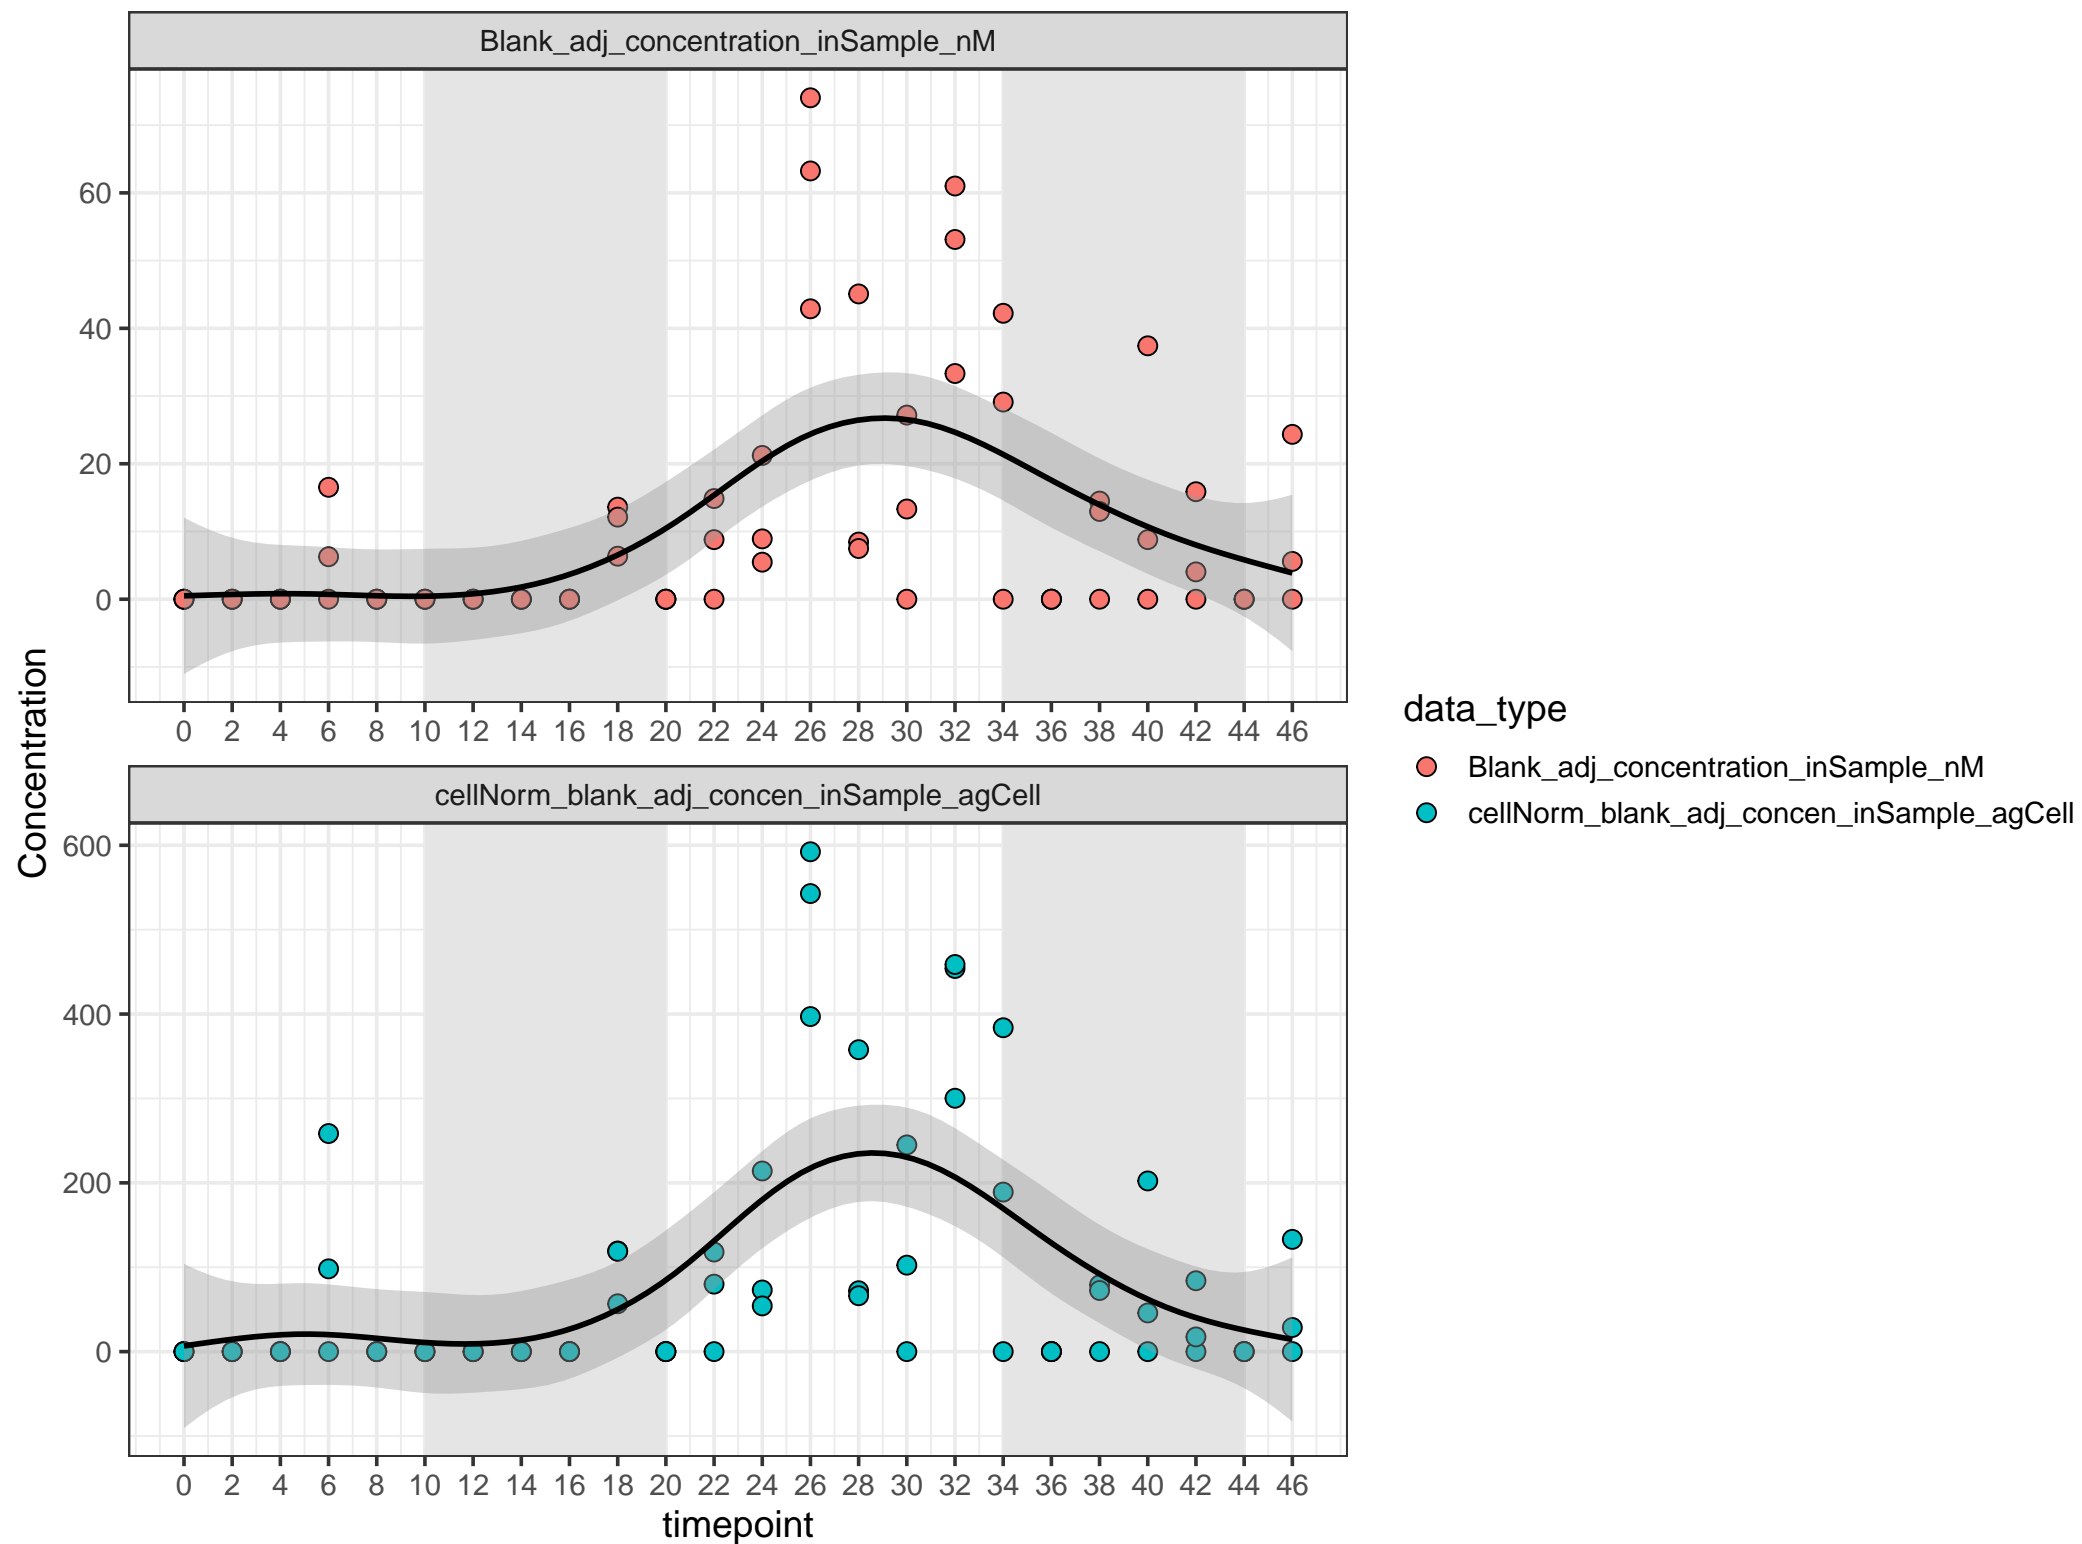 Blank_adj_concentration_inSample_nM
60
40
20
0
0 2 4 6 8 10 12 14 16 18 20 22 24 26 28 30 32 34 36 38 40 42 44 46
Concentration
cellNorm_blank_adj_concen_inSample_agCell
600
400
200
0
0 2 4 6 8 10 12 14 16 18 20 22 24 26 28 30 32 34 36 38 40 42 44 46
timepoint
data_type
Blank_adj_concentration_inSample_nM
cellNorm_blank_adj_concen_inSample_agCell